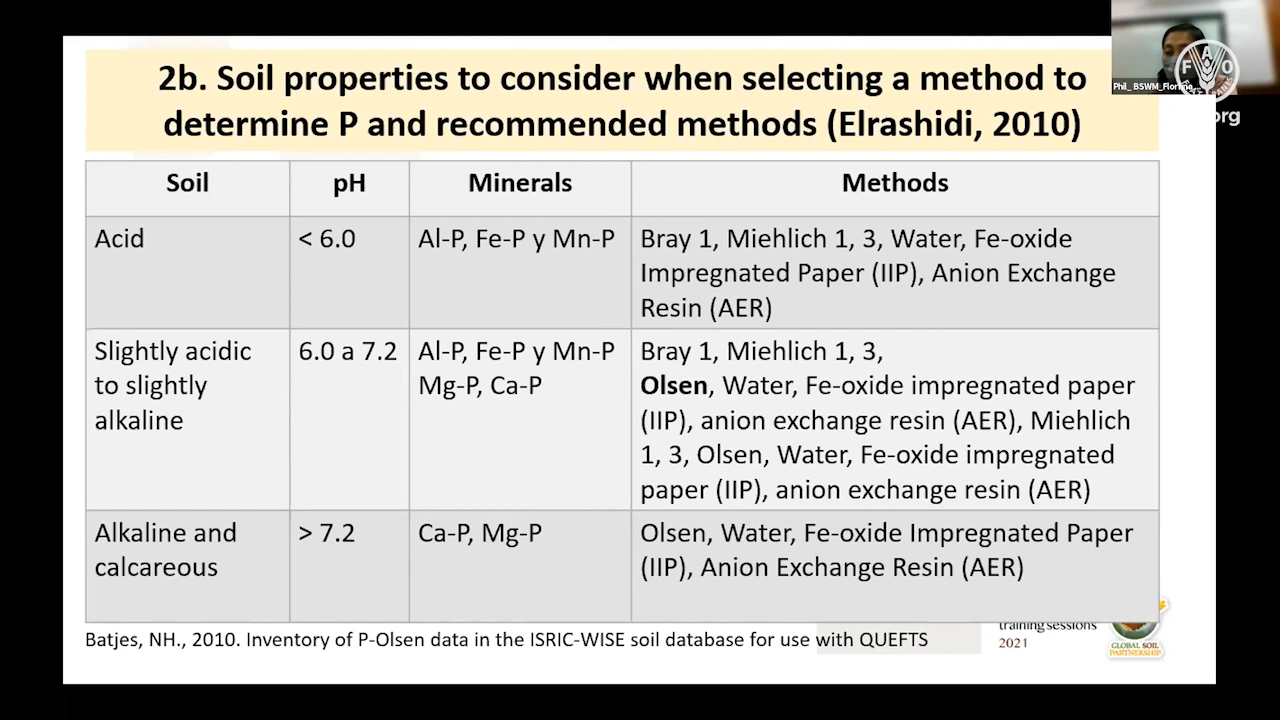 2b. Soil properties to consider when selecting a method to
determine P and recommended methods (Elrashidi, 2010)
Soil
pH
Minerals
Methods
Acid
< 6.0
Al-P, Fe-P y Mn-P
Bray 1, Miehlich 1, 3, Water, Fe-oxide
Impregnated Paper (IIP), Anion Exchange
Resin (AER)
Slightly acidic
to slightly
alkaline
6.0 a 7.2
Al-P, Fe-P y Mn-P
Mg-P, Ca-P
Bray 1, Miehlich 1, 3,
Olsen, Water, Fe-oxide impregnated paper
(IIP), anion exchange resin (AER), Miehlich
1, 3, Olsen, Water, Fe-oxide impregnated
paper (IIP), anion exchange resin (AER)
Alkaline and
calcareous
> 7.2
Ca-P, Mg-P
Olsen, Water, Fe-oxide Impregnated Paper
(IIP), Anion Exchange Resin (AER)
Batjes, NH., 2010. Inventory of P-Olsen data in the ISRIC-WISE soil database for use with QUEFTS
training sessions
2021
GLOBAL SOIL
PARTNERSHIP
Phil_ BSWM_
F A O
org